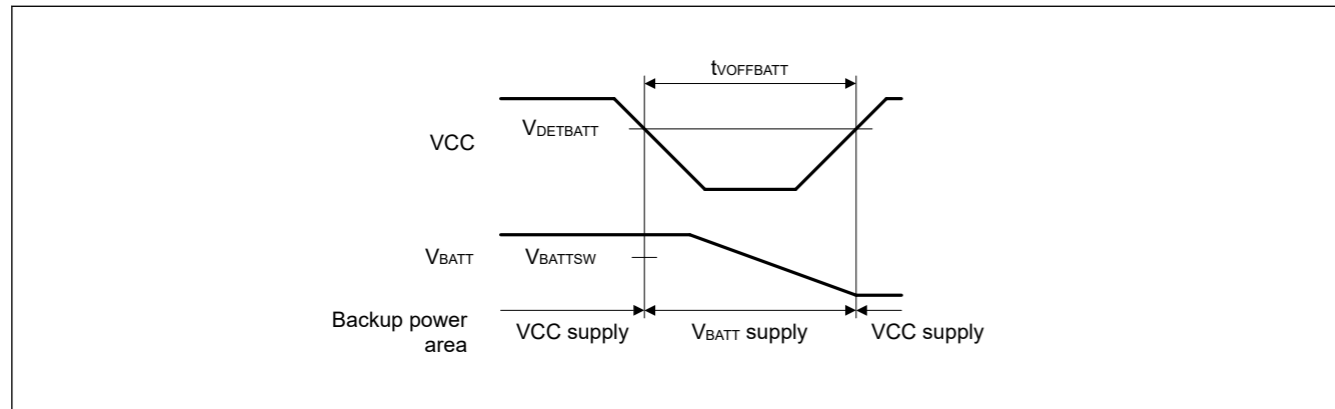 tVOFFBATT
VCC
VDETBATT
VBATT
VBATTSW
Backup power
area
VCC supply
VBATT supply
VCC supply